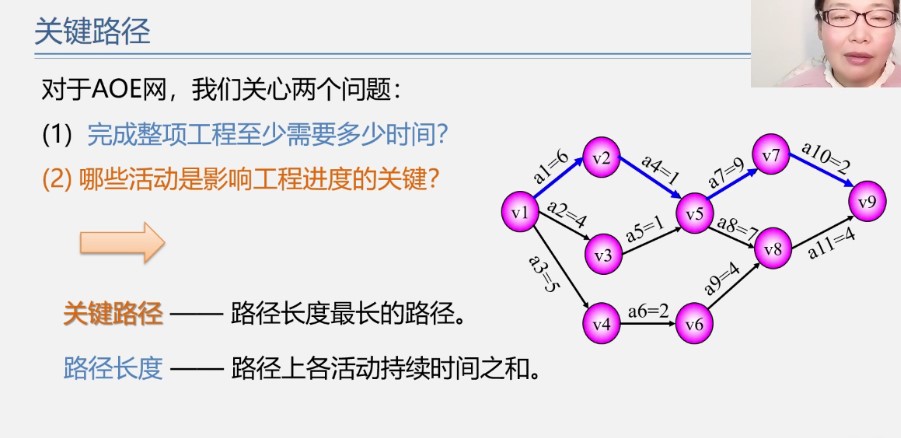 关键路径
对于AOE网，我们关心两个问题：
(1) 完成整项工程至少需要多少时间？
(2) 哪些活动是影响工程进度的关键？
关键路径 —— 路径长度最长的路径。
路径长度 —— 路径上各活动持续时间之和。
v1
v2
v3
v4
v5
v6
v7
v8
v9
a1=6
a2=4
a3=5
a4=1
a5=1
a6=2
a7=9
a8=7
a9=4
a10=2
a11=4